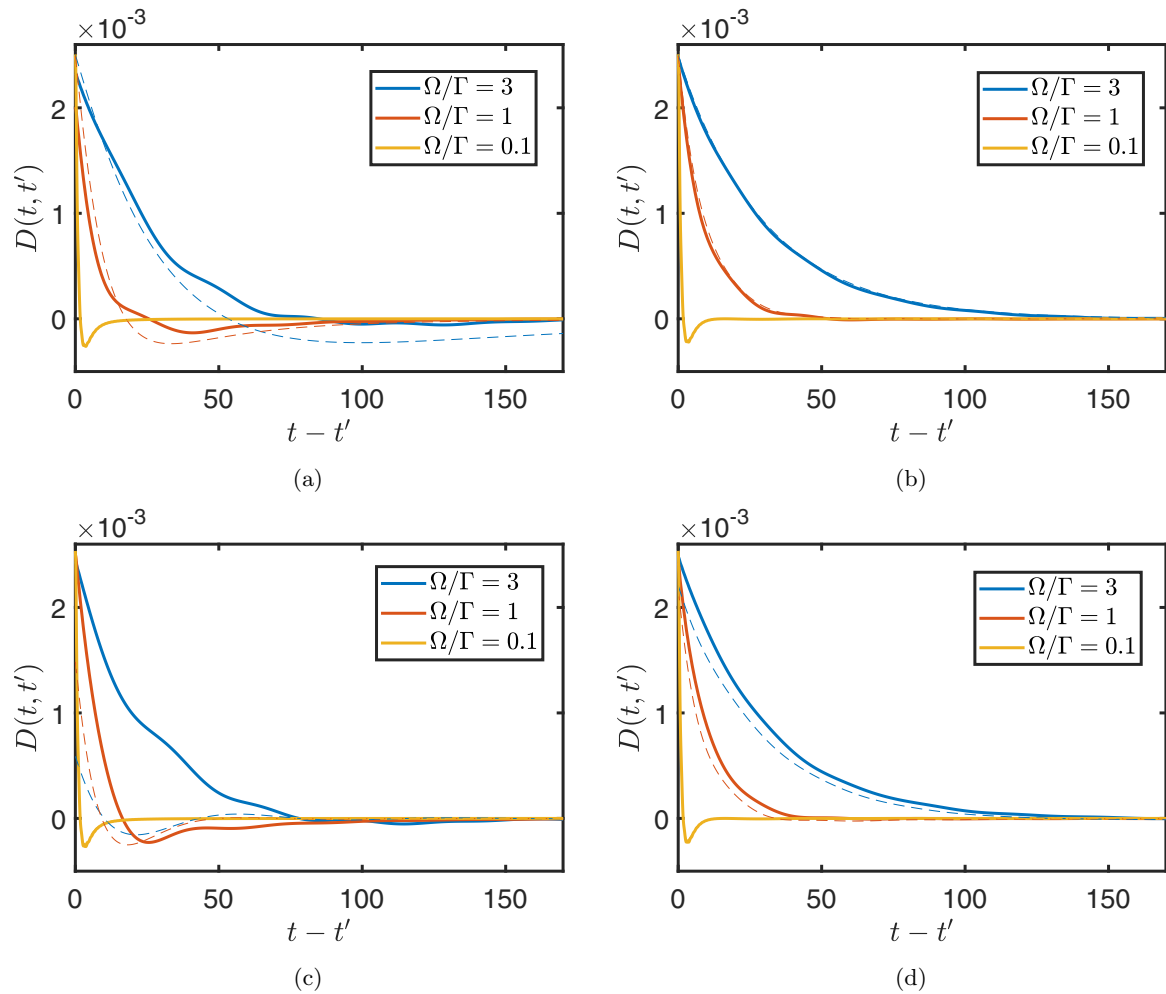 ×10⁻³
2
1
0
D(t, t′)
Ω/Γ = 3
Ω/Γ = 1
Ω/Γ = 0.1
0 50 100 150
t − t′
(a)
×10⁻³
2
1
0
D(t, t′)
Ω/Γ = 3
Ω/Γ = 1
Ω/Γ = 0.1
0 50 100 150
t − t′
(b)
×10⁻³
2
1
0
D(t, t′)
Ω/Γ = 3
Ω/Γ = 1
Ω/Γ = 0.1
0 50 100 150
t − t′
(c)
×10⁻³
2
1
0
D(t, t′)
Ω/Γ = 3
Ω/Γ = 1
Ω/Γ = 0.1
0 50 100 150
t − t′
(d)